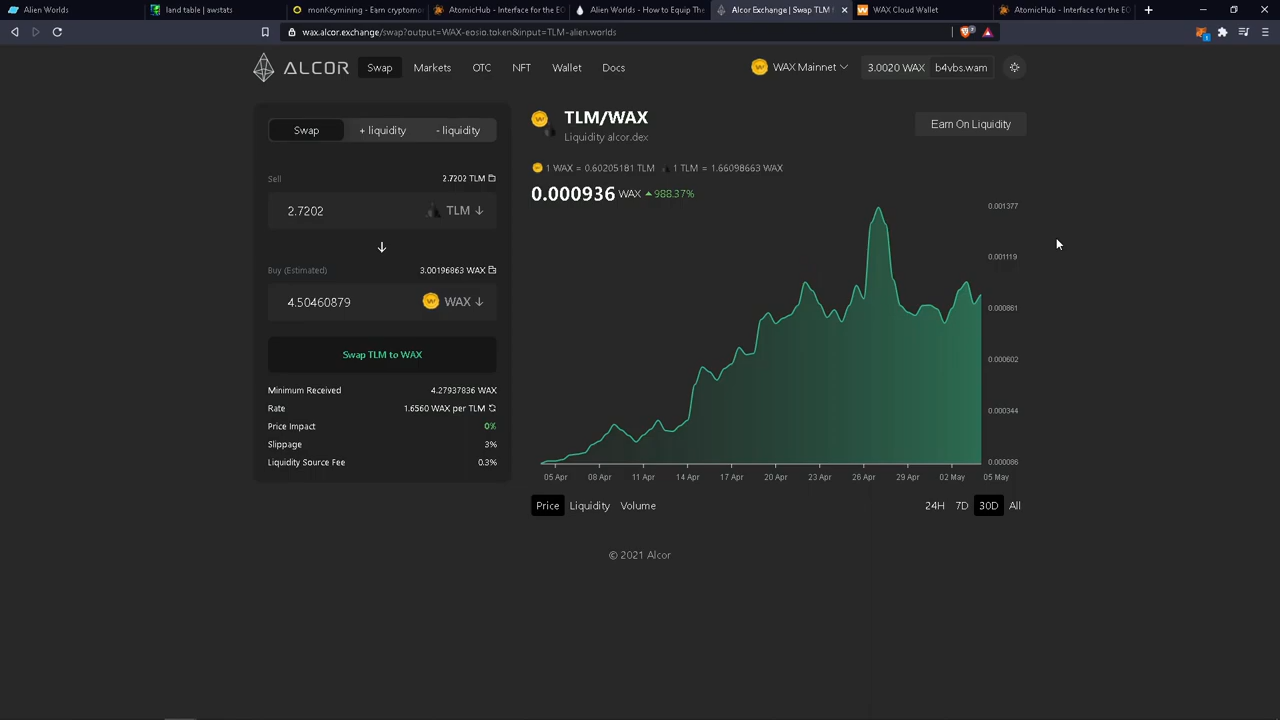 Alien Worlds
land table | awstats
monKeymining - Earn cryptomon
AtomicHub - Interface for the EO
Alien Worlds - How to Equip The
Alcor Exchange | Swap TLM f
WAX Cloud Wallet
AtomicHub - Interface for the EO
wax.alcor.exchange/swap?output=WAX-eosio.token&input=TLM-alien.worlds
ALCOR
Swap
Markets
OTC
NFT
Wallet
Docs
WAX Mainnet
3.0020 WAX
b4vbs.wam
Swap
+ liquidity
- liquidity
Sell
2.7202 TLM
2.7202
TLM
Buy (Estimated)
3.00196863 WAX
4.50460879
WAX
Swap TLM to WAX
Minimum Received 4.27937836 WAX
Rate 1.6560 WAX per TLM
Price Impact 0%
Slippage 3%
Liquidity Source Fee 0.3%
TLM/WAX
Liquidity alcor.dex
Earn On Liquidity
1 WAX = 0.60205181 TLM 1 TLM = 1.66098663 WAX
0.000936 WAX 988.37%
0.001377
0.001119
0.000861
0.000602
0.000344
0.000086
05 Apr 08 Apr 11 Apr 14 Apr 17 Apr 20 Apr 23 Apr 26 Apr 29 Apr 02 May 05 May
Price Liquidity Volume
24H 7D 30D All
© 2021 Alcor